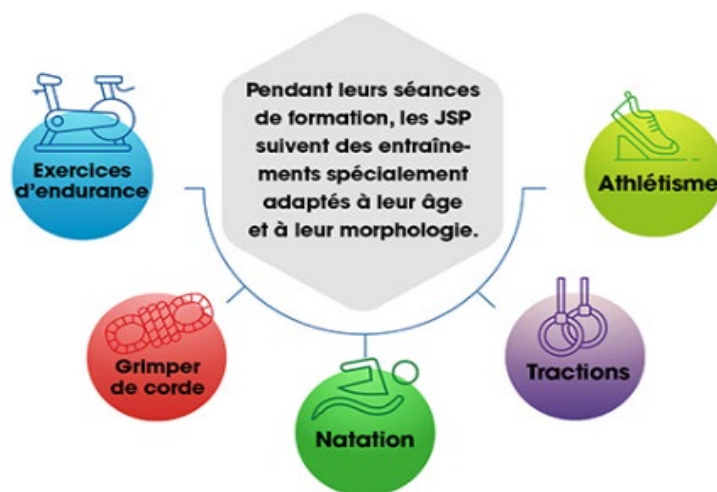 Pendant leurs séances
de formation, les JSP
suivent des entraîne-
ments spécialement
adaptés à leur âge
et à leur morphologie.
Exercices
d'endurance
Grimper
de corde
Natation
Tractions
Athlétisme